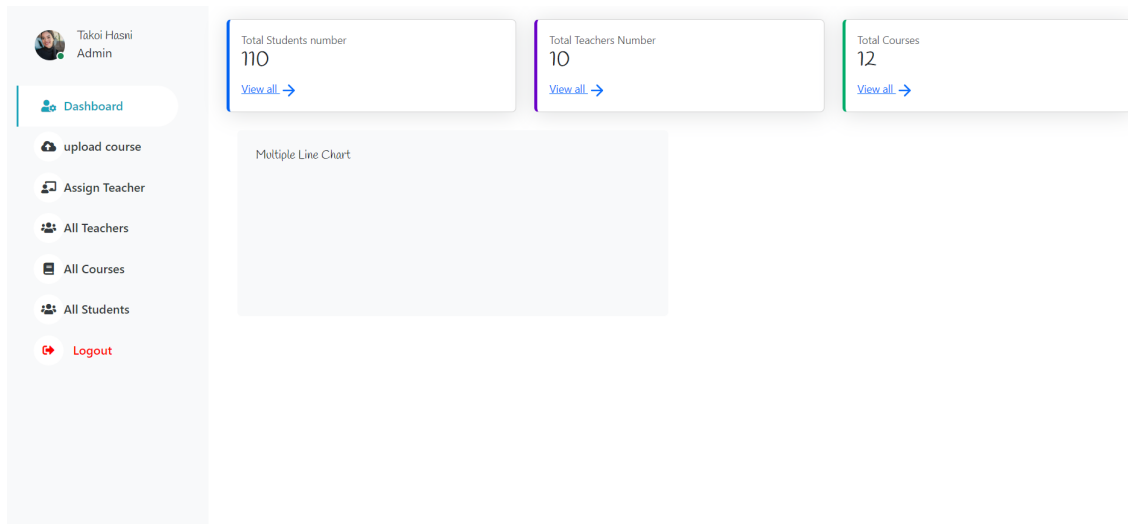 Takoi Hasni
Admin
Dashboard
upload course
Assign Teacher
All Teachers
All Courses
All Students
Logout
Total Students number
110
View all
Total Teachers Number
10
View all
Total Courses
12
View all
Multiple Line Chart